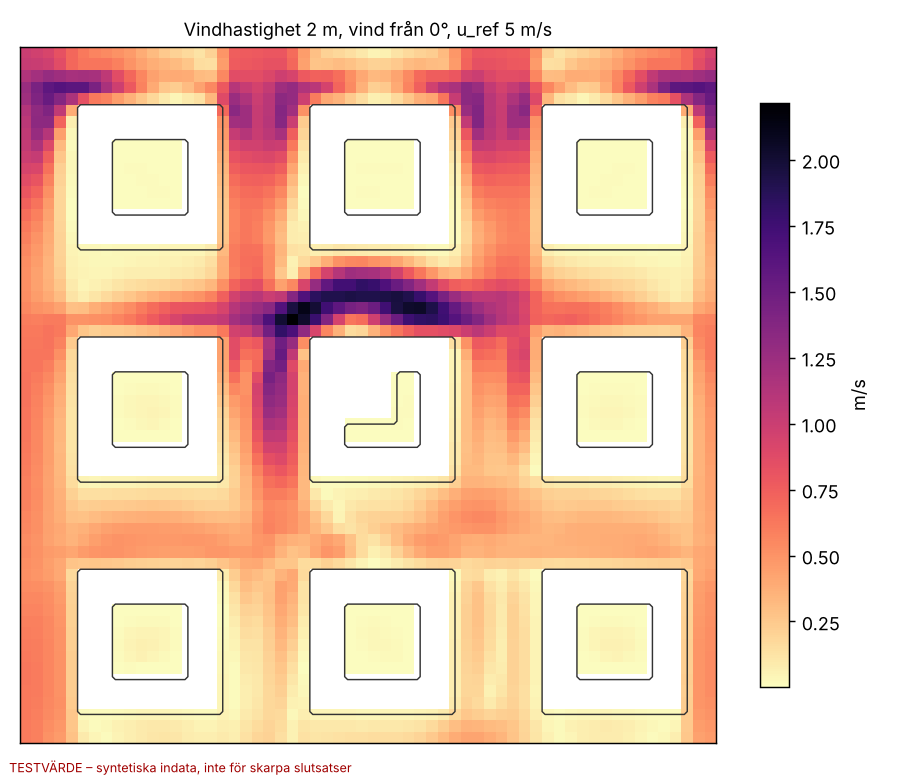 Vindhastighet 2 m, vind från 0°, u_ref 5 m/s
2.00
1.75
1.50
1.25
1.00
0.75
0.50
0.25
m/s
TESTVÄRDE – syntetiska indata, inte för skarpa slutsatser